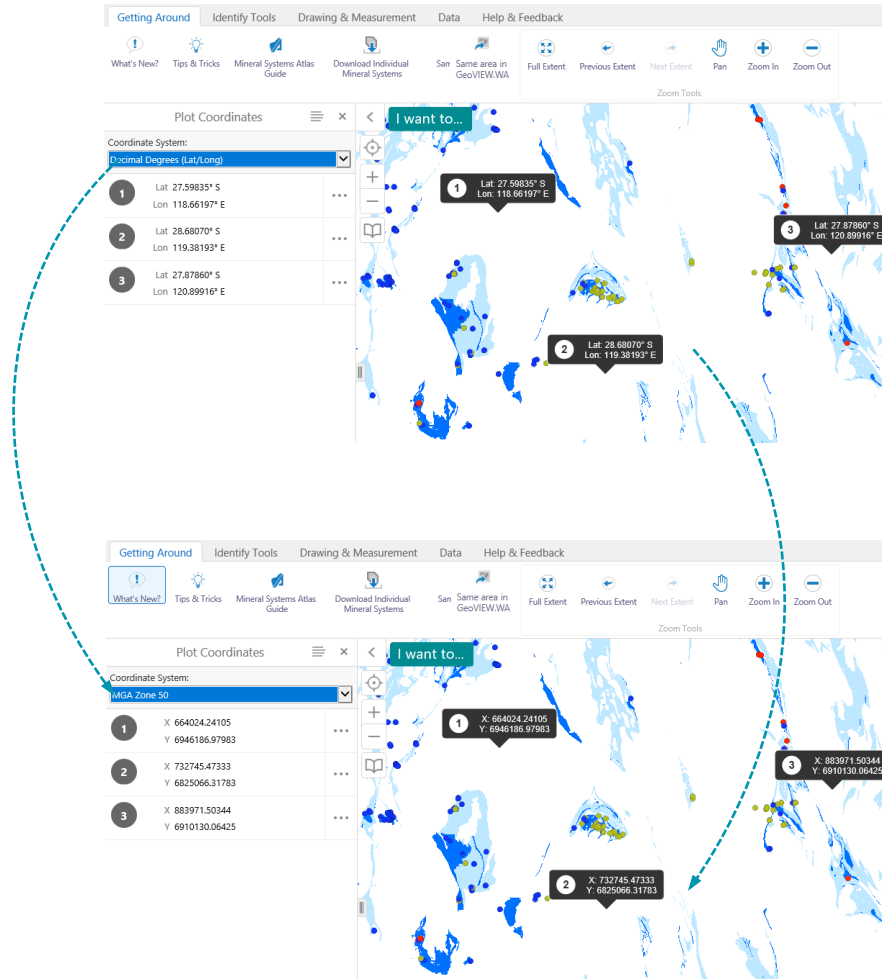 Getting Around Identify Tools Drawing & Measurement Data Help & Feedback
What's New? Tips & Tricks Mineral Systems Atlas Download Individual San Same area in Full Extent Previous Extent Next Extent Pan Zoom In Zoom Out
Guide Mineral Systems GeoVIEW.WA
Zoom Tools
Plot Coordinates
I want to...
Coordinate System:
Decimal Degrees (Lat/Long)
1 Lat 27.59835° S
Lon 118.66197° E
2 Lat 28.68070° S
Lon 119.38193° E
3 Lat 27.87860° S
Lon 120.89916° E
1 Lat: 27.59835° S
Lon: 118.66197° E
3 Lat: 27.87860° S
Lon: 120.89916° E
2 Lat: 28.68070° S
Lon: 119.38193° E
Getting Around Identify Tools Drawing & Measurement Data Help & Feedback
What's New? Tips & Tricks Mineral Systems Atlas Download Individual San Same area in Full Extent Previous Extent Next Extent Pan Zoom In Zoom Out
Guide Mineral Systems GeoVIEW.WA
Zoom Tools
Plot Coordinates
I want to...
Coordinate System:
MGA Zone 50
1 X 664024.24105
Y 6946186.97983
2 X 732745.47333
Y 6825066.31783
3 X 883971.50344
Y 6910130.06425
1 X: 664024.24105
Y: 6946186.97983
3 X: 883971.50344
Y: 6910130.06425
2 X: 732745.47333
Y: 6825066.31783